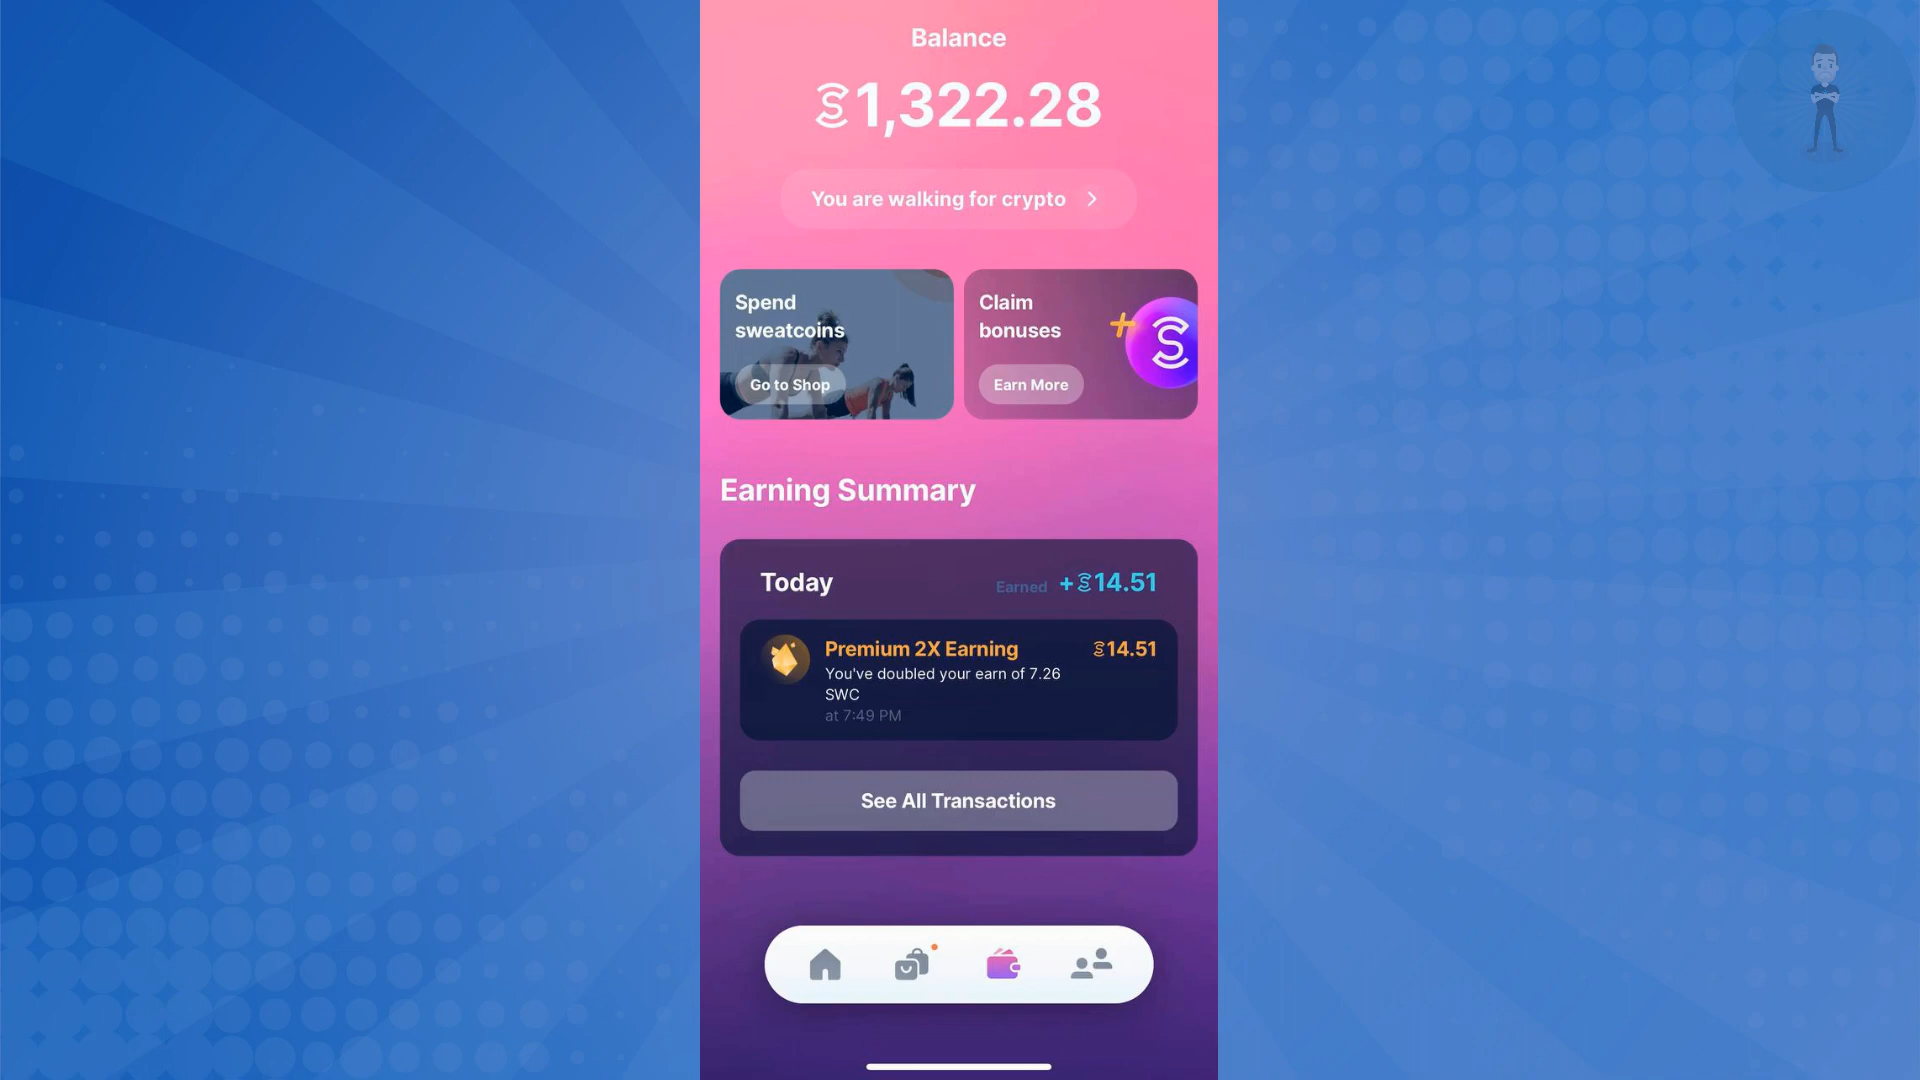 Balance
1,322.28
You are walking for crypto
Spend
sweatcoins
Go to Shop
Claim
bonuses
Earn More
Earning Summary
Today
Earned +S14.51
Premium 2X Earning S14.51
You've doubled your earn of 7.26
SWC
at 7:49 PM
See All Transactions